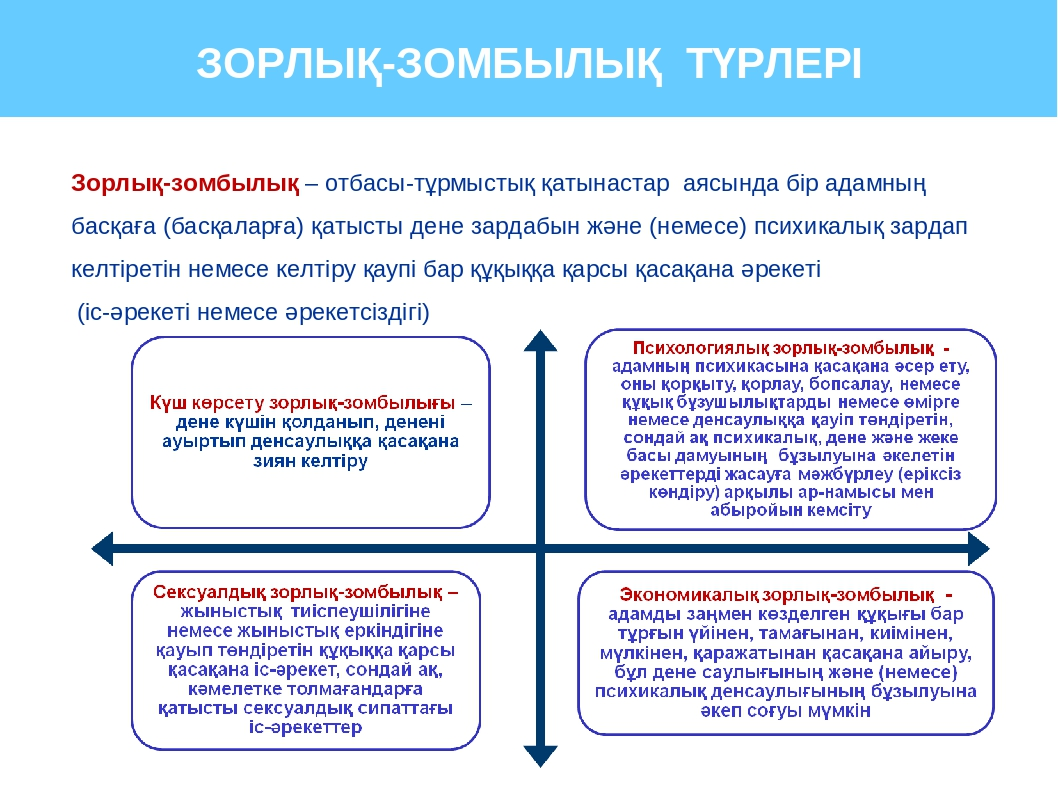 ЗОРЛЫҚ-ЗОМБЫЛЫҚ ТҮРЛЕРІ
Зорлық-зомбылық – отбасы-тұрмыстық қатынастар аясында бір адамның
басқаға (басқаларға) қатысты дене зардабын және (немесе) психикалық зардап
келтіретін немесе келтіру қаупі бар құқыққа қарсы қасақана әрекеті
(іс-әрекеті немесе әрекетсіздігі)
Күш көрсету зорлық-зомбылығы –
дене күшін қолданып, денені
ауыртып денсаулыққа қасақана
зиян келтіру
Психологиялық зорлық-зомбылық -
адамның психикасына қасақана әсер ету,
оны қорқыту, қорлау, бопсалау, немесе
құқық бұзушылықтарды немесе өмірге
немесе денсаулыққа қауіп төндіретін,
сондай ақ психикалық, дене және жеке
басы дамуының бұзылуына әкелетін
әрекеттерді жасауға мәжбүрлеу (еріксіз
көндіру) арқылы ар-намысы мен
абыройын кемсіту
Сексуалдық зорлық-зомбылық –
жыныстық тиіспеушілігіне
немесе жыныстық еркіндігіне
қауып төндіретін құқыққа қарсы
қасақана іс-әрекет, сондай ақ,
кәмелетке толмағандарға
қатысты сексуалдық сипаттағы
іс-әрекеттер
Экономикалық зорлық-зомбылық -
адамды заңмен көзделген құқығы бар
тұрғын үйінен, тамағынан, киімінен,
мүлкінен, қаражатынан қасақана айыру,
бұл дене саулығының және (немесе)
психикалық денсаулығының бұзылуына
әкеп соғуы мүмкін